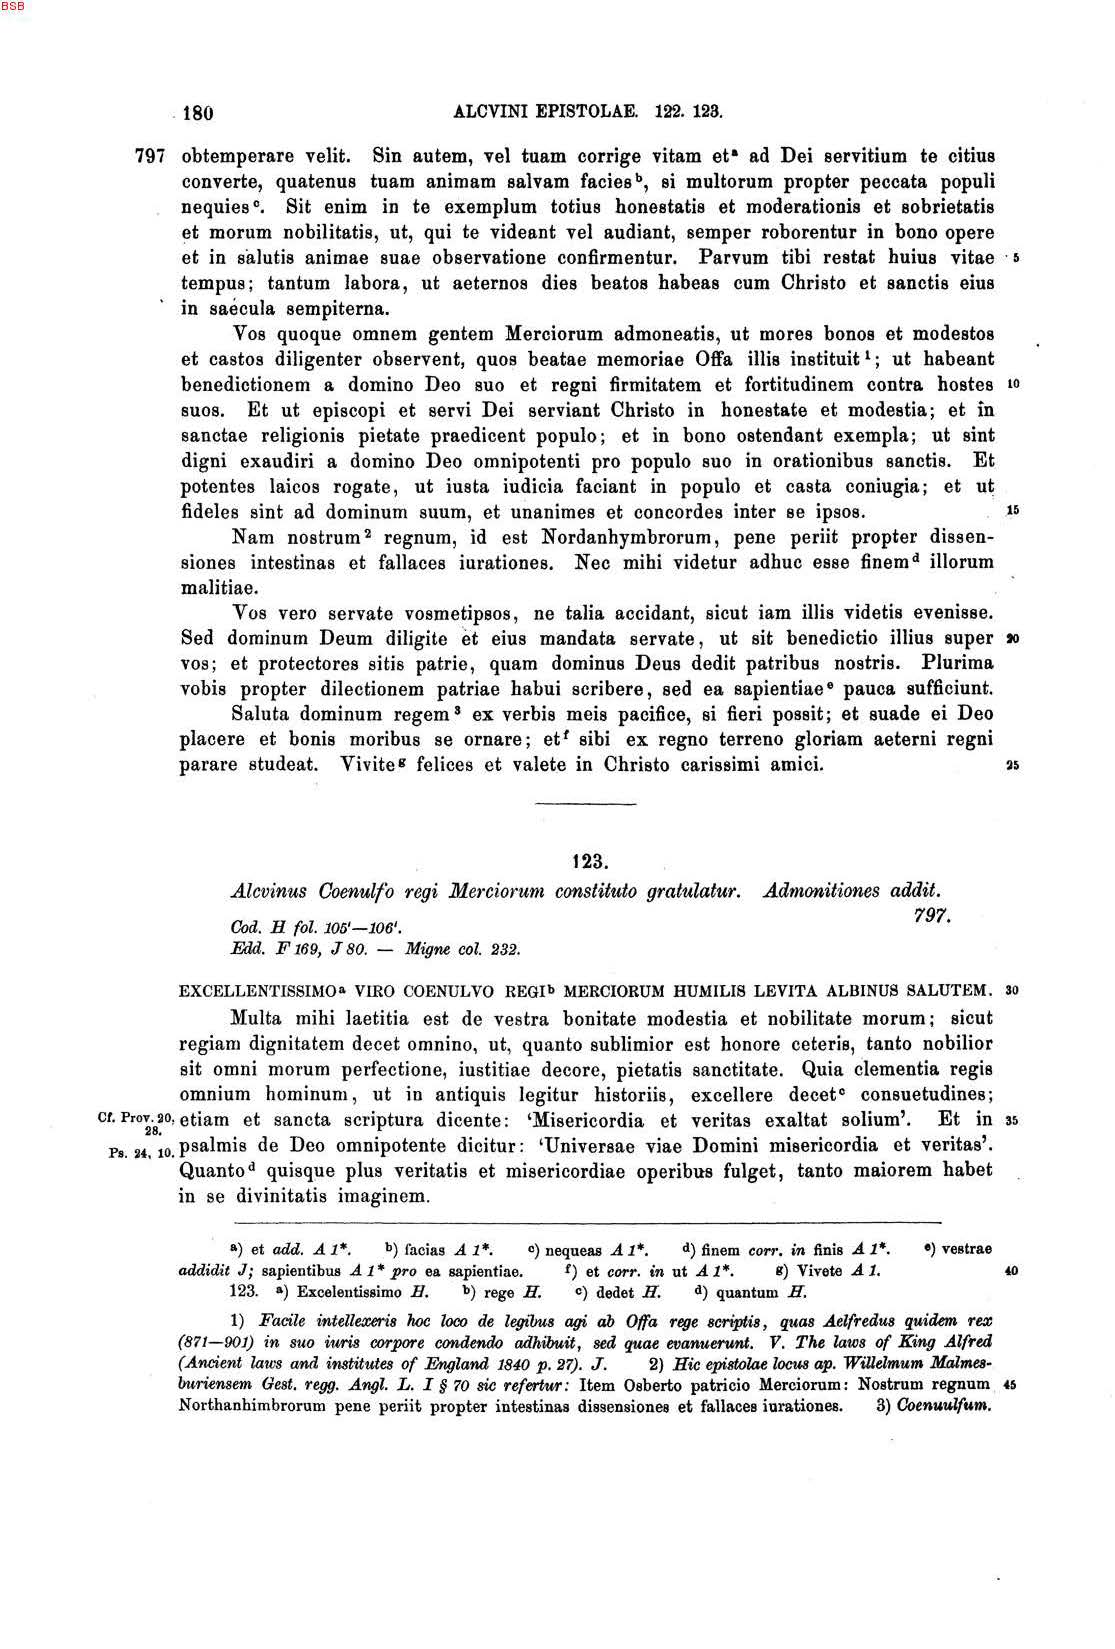 BSB
180 ALCVINI EPISTOLAE. 122. 123.
797 obtemperare velit. Sin autem, vel tuam corrige vitam etᵃ ad Dei servitium te citius
converte, quatenus tuam animam salvam faciesᵇ, si multorum propter peccata populi
nequiesᶜ. Sit enim in te exemplum totius honestatis et moderationis et sobrietatis
et morum nobilitatis, ut, qui te videant vel audiant, semper roborentur in bono opere
et in salutis animae suae observatione confirmentur. Parvum tibi restat huius vitae 5
tempus; tantum labora, ut aeternos dies beatos habeas cum Christo et sanctis eius
in saecula sempiterna.
Vos quoque omnem gentem Merciorum admoneatis, ut mores bonos et modestos
et castos diligenter observent, quos beatae memoriae Offa illis instituit¹; ut habeant
benedictionem a domino Deo suo et regni firmitatem et fortitudinem contra hostes 10
suos. Et ut episcopi et servi Dei serviant Christo in honestate et modestia; et in
sanctae religionis pietate praedicent populo; et in bono ostendant exempla; ut sint
digni exaudiri a domino Deo omnipotenti pro populo suo in orationibus sanctis. Et
potentes laicos rogate, ut iusta iudicia faciant in populo et casta coniugia; et ut
fideles sint ad dominum suum, et unanimes et concordes inter se ipsos. 15
Nam nostrum² regnum, id est Nordanhymbrorum, pene periit propter dissen-
siones intestinas et fallaces iurationes. Nec mihi videtur adhuc esse finemᵈ illorum
malitiae.
Vos vero servate vosmetipsos, ne talia accidant, sicut iam illis videtis evenisse.
Sed dominum Deum diligite et eius mandata servate, ut sit benedictio illius super 20
vos; et protectores sitis patrie, quam dominus Deus dedit patribus nostris. Plurima
vobis propter dilectionem patriae habui scribere, sed ea sapientiaeᵉ pauca sufficiunt.
Saluta dominum regem³ ex verbis meis pacifice, si fieri possit; et suade ei Deo
placere et bonis moribus se ornare; etᶠ sibi ex regno terreno gloriam aeterni regni
parare studeat. Viviteᵍ felices et valete in Christo carissimi amici. 25
123.
Alcvinus Coenulfo regi Merciorum constituto gratulatur. Admonitiones addit.
797.
Cod. H fol. 105'—106'.
Edd. F 169, J 80. — Migne col. 232.
EXCELLENTISSIMOᵃ VIRO COENULVO REGIᵇ MERCIORUM HUMILIS LEVITA ALBINUS SALUTEM. 30
Multa mihi laetitia est de vestra bonitate modestia et nobilitate morum; sicut
regiam dignitatem decet omnino, ut, quanto sublimior est honore ceteris, tanto nobilior
sit omni morum perfectione, iustitiae decore, pietatis sanctitate. Quia clementia regis
omnium hominum, ut in antiquis legitur historiis, excellere decetᶜ consuetudines;
Cf. Prov. 20, etiam et sancta scriptura dicente: ‘Misericordia et veritas exaltat solium’. Et in 35
28.
Ps. 24, 10. psalmis de Deo omnipotente dicitur: ‘Universae viae Domini misericordia et veritas’.
Quantoᵈ quisque plus veritatis et misericordiae operibus fulget, tanto maiorem habet
in se divinitatis imaginem.
ᵃ) et add. A 1*. ᵇ) facias A 1*. ᶜ) nequeas A 1*. ᵈ) finem corr. in finis A 1*. ᵉ) vestrae
addidit J; sapientibus A 1* pro ea sapientiae. ᶠ) et corr. in ut A 1*. ᵍ) Vivete A 1. 40
123. ᵃ) Excelentissimo H. ᵇ) rege H. ᶜ) dedet H. ᵈ) quantum H.
1) Facile intellexeris hoc loco de legibus agi ab Offa rege scriptis, quas Aelfredus quidem rex
(871—901) in suo iuris corpore condendo adhibuit, sed quae evanuerunt. V. The laws of King Alfred
(Ancient laws and institutes of England 1840 p. 27). J. 2) Hic epistolae locus ap. Willelmum Malmes-
buriensem Gest. regg. Angl. L. I § 70 sic refertur: Item Osberto patricio Merciorum: Nostrum regnum 45
Northanhimbrorum pene periit propter intestinas dissensiones et fallaces iurationes. 3) Coenuulfum.